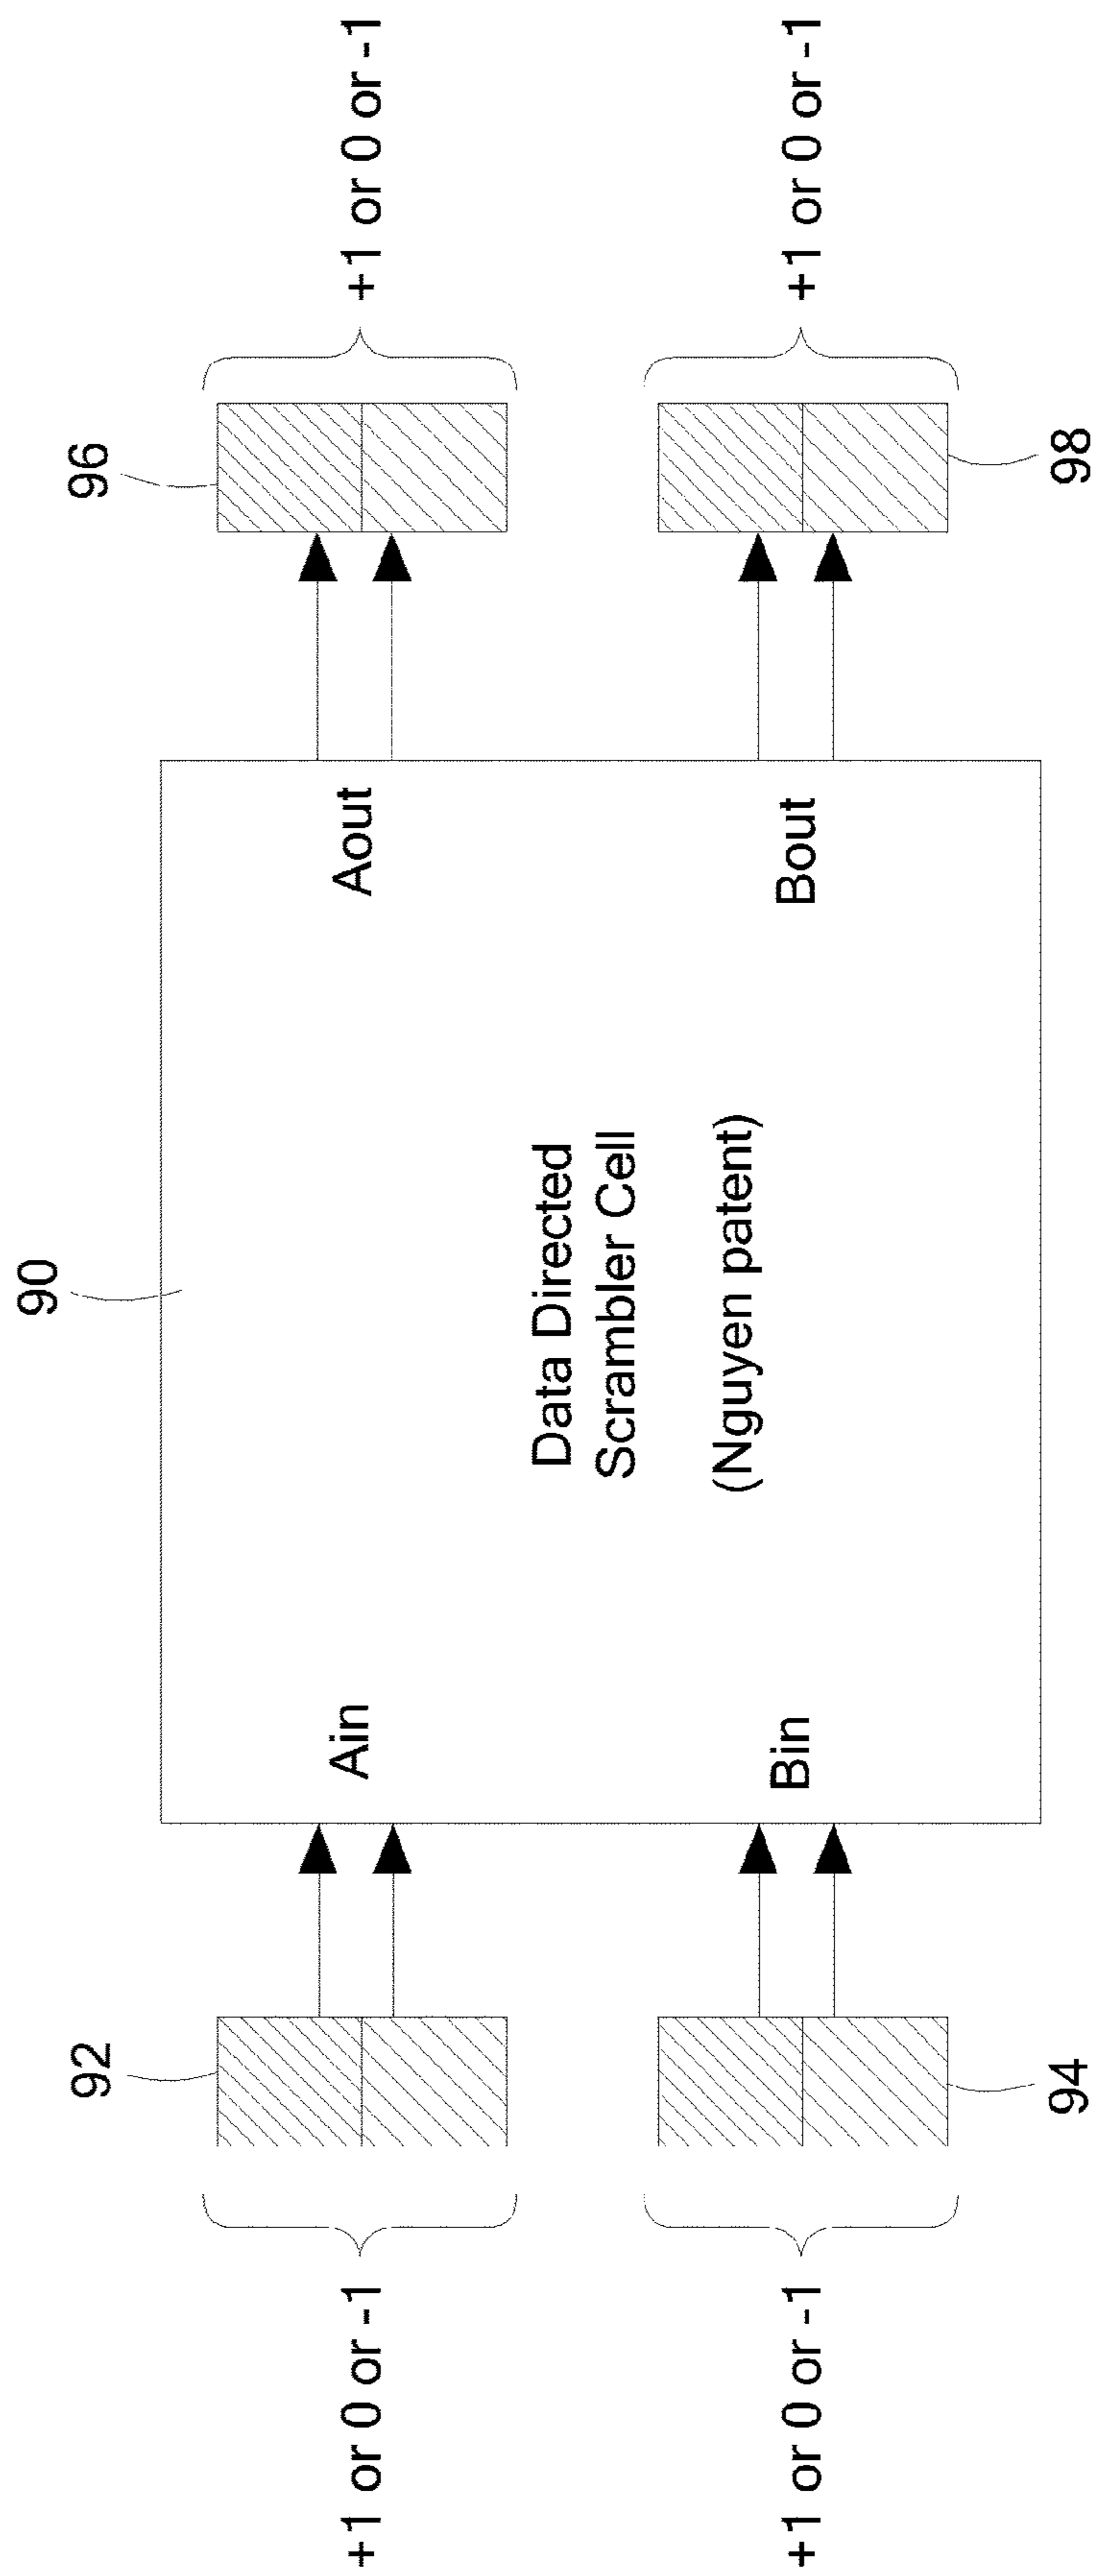 90
92
96
+1 or 0 or -1
Ain
Aout
+1 or 0 or -1
Data Directed
Scrambler Cell
(Nguyen patent)
+1 or 0 or -1
Bin
Bout
+1 or 0 or -1
94
98